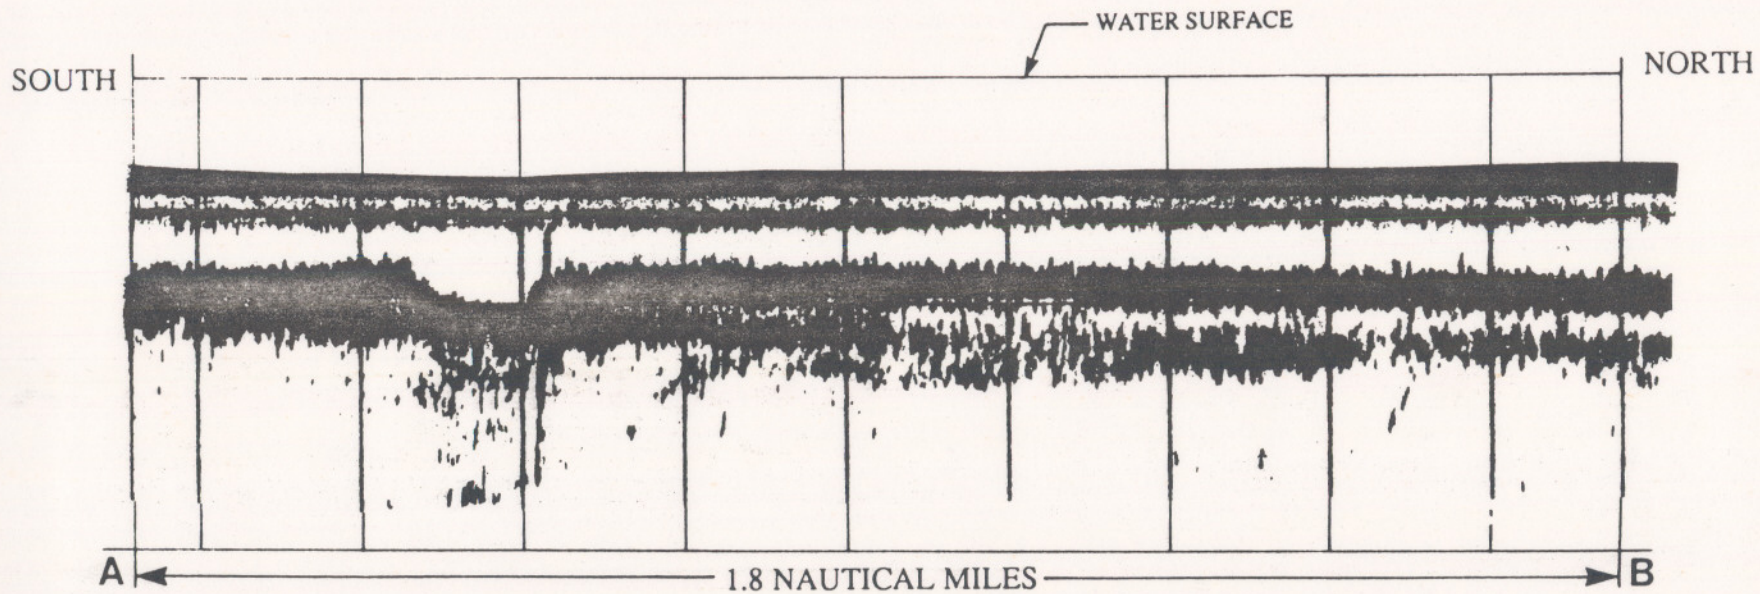 WATER SURFACE
SOUTH
NORTH
A
1.8 NAUTICAL MILES
B